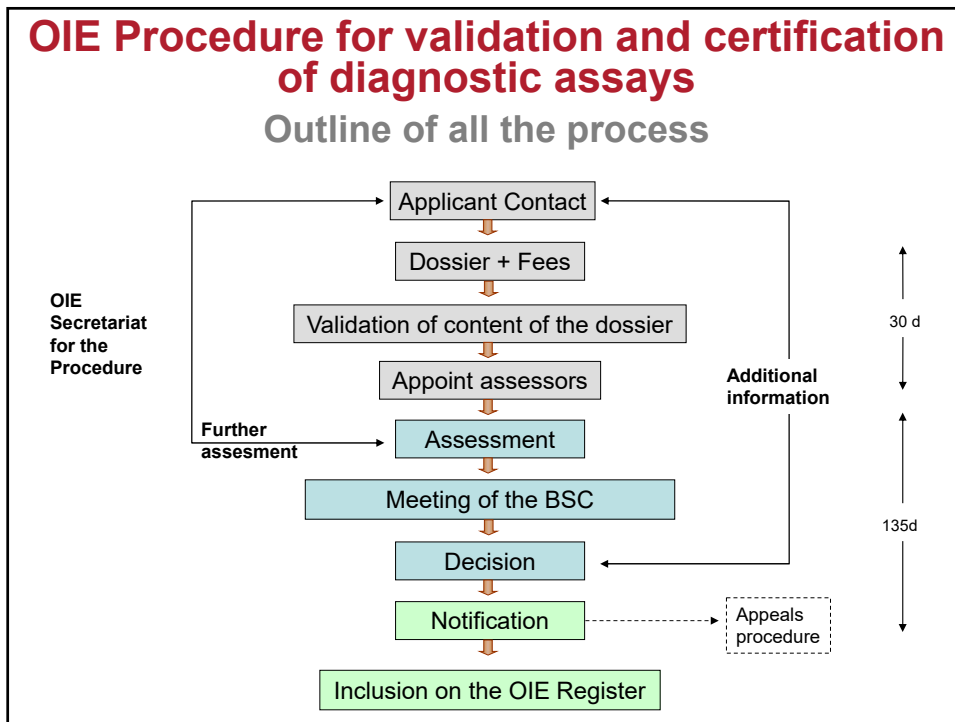 OIE Procedure for validation and certification
of diagnostic assays
Outline of all the process
Applicant Contact
Dossier + Fees
OIE
Secretariat
for the
Procedure
Validation of content of the dossier
30 d
Appoint assessors
Additional
information
Further
assesment
Assessment
Meeting of the BSC
135d
Decision
Notification
Appeals
procedure
Inclusion on the OIE Register